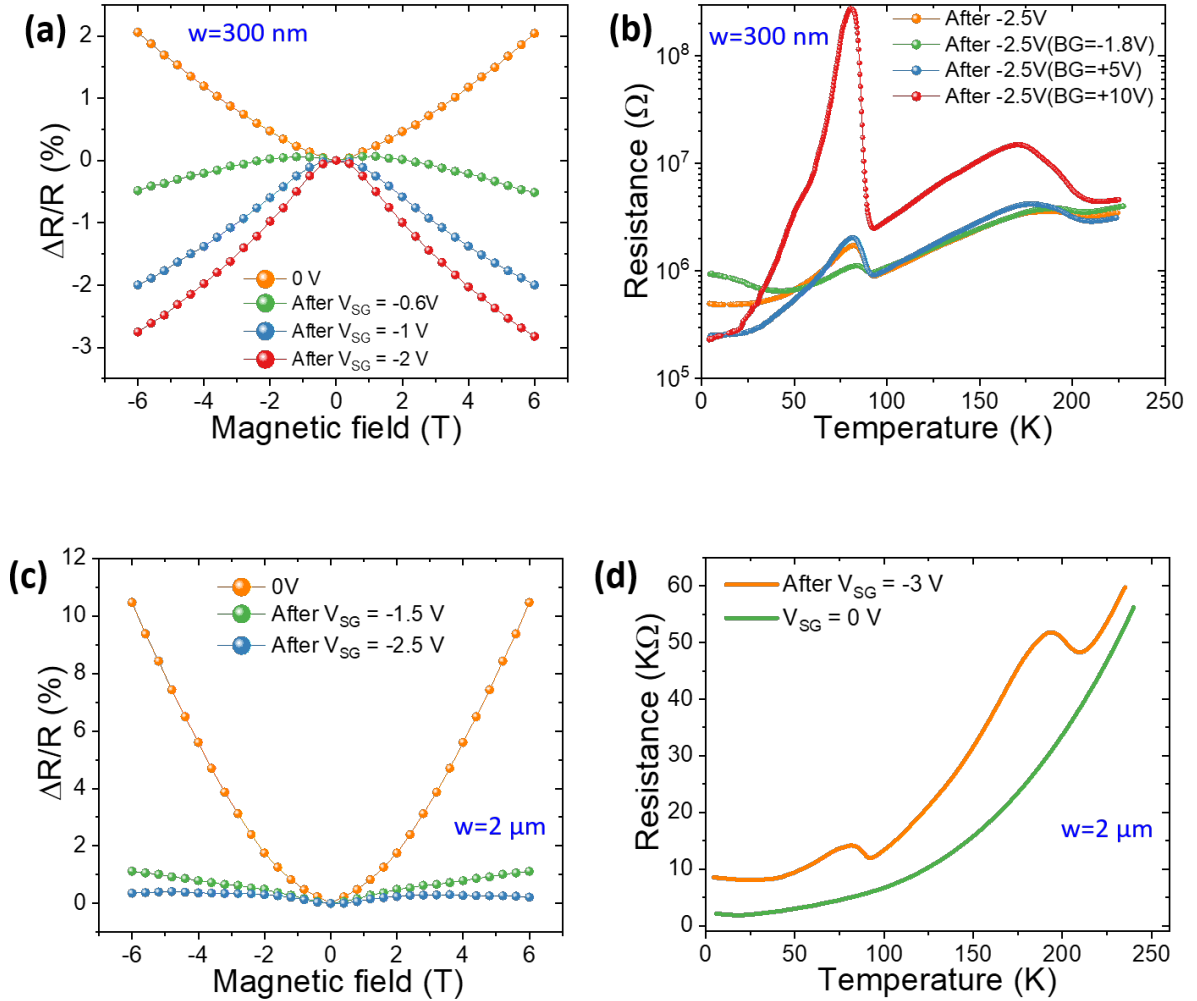 (a)
w=300 nm
ΔR/R (%)
2
1
0
-1
-2
-3
0 V
After V_SG = -0.6V
After V_SG = -1 V
After V_SG = -2 V
-6 -4 -2 0 2 4 6
Magnetic field (T)
(b)
w=300 nm
Resistance (Ω)
10^8
10^7
10^6
10^5
After -2.5V
After -2.5V(BG=-1.8V)
After -2.5V(BG=+5V)
After -2.5V(BG=+10V)
0 50 100 150 200 250
Temperature (K)
(c)
ΔR/R (%)
12
10
8
6
4
2
0
0V
After V_SG = -1.5 V
After V_SG = -2.5 V
w=2 μm
-6 -4 -2 0 2 4 6
Magnetic field (T)
(d)
Resistance (KΩ)
60
50
40
30
20
10
0
After V_SG = -3 V
V_SG = 0 V
w=2 μm
0 50 100 150 200 250
Temperature (K)